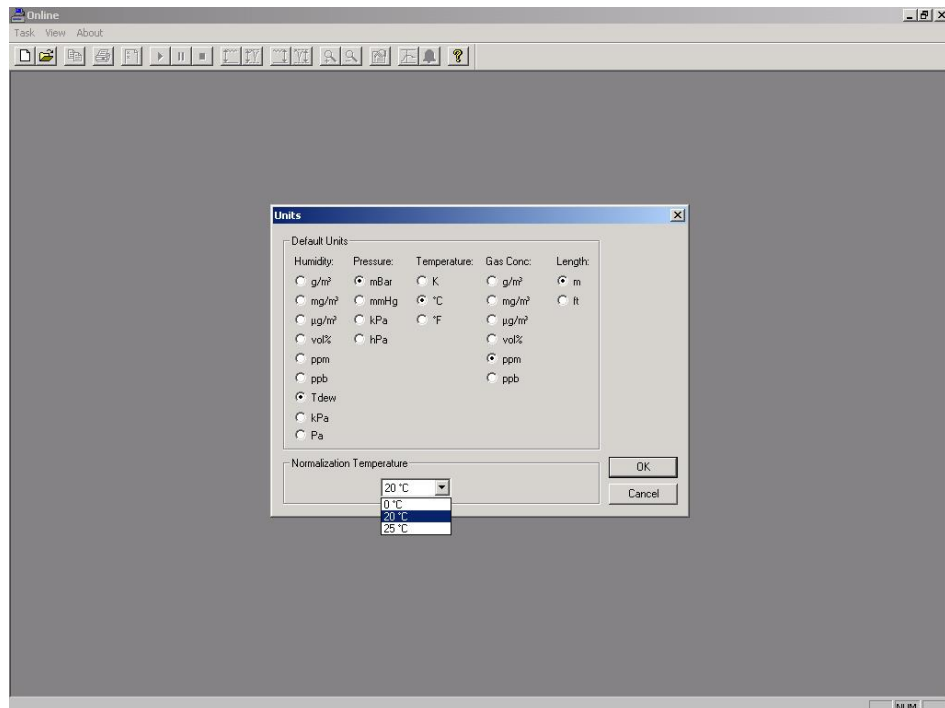 Online
Task View About
Units
Default Units
Humidity: Pressure: Temperature: Gas Conc: Length:
g/m³ mBar K g/m³ m
mg/m³ mmHg °C mg/m³ ft
µg/m³ kPa °F µg/m³
vol% hPa vol%
ppm ppm
ppb ppb
Tdew
kPa
Pa
Normalization Temperature
20 °C
0 °C
20 °C
25 °C
OK
Cancel
NUM